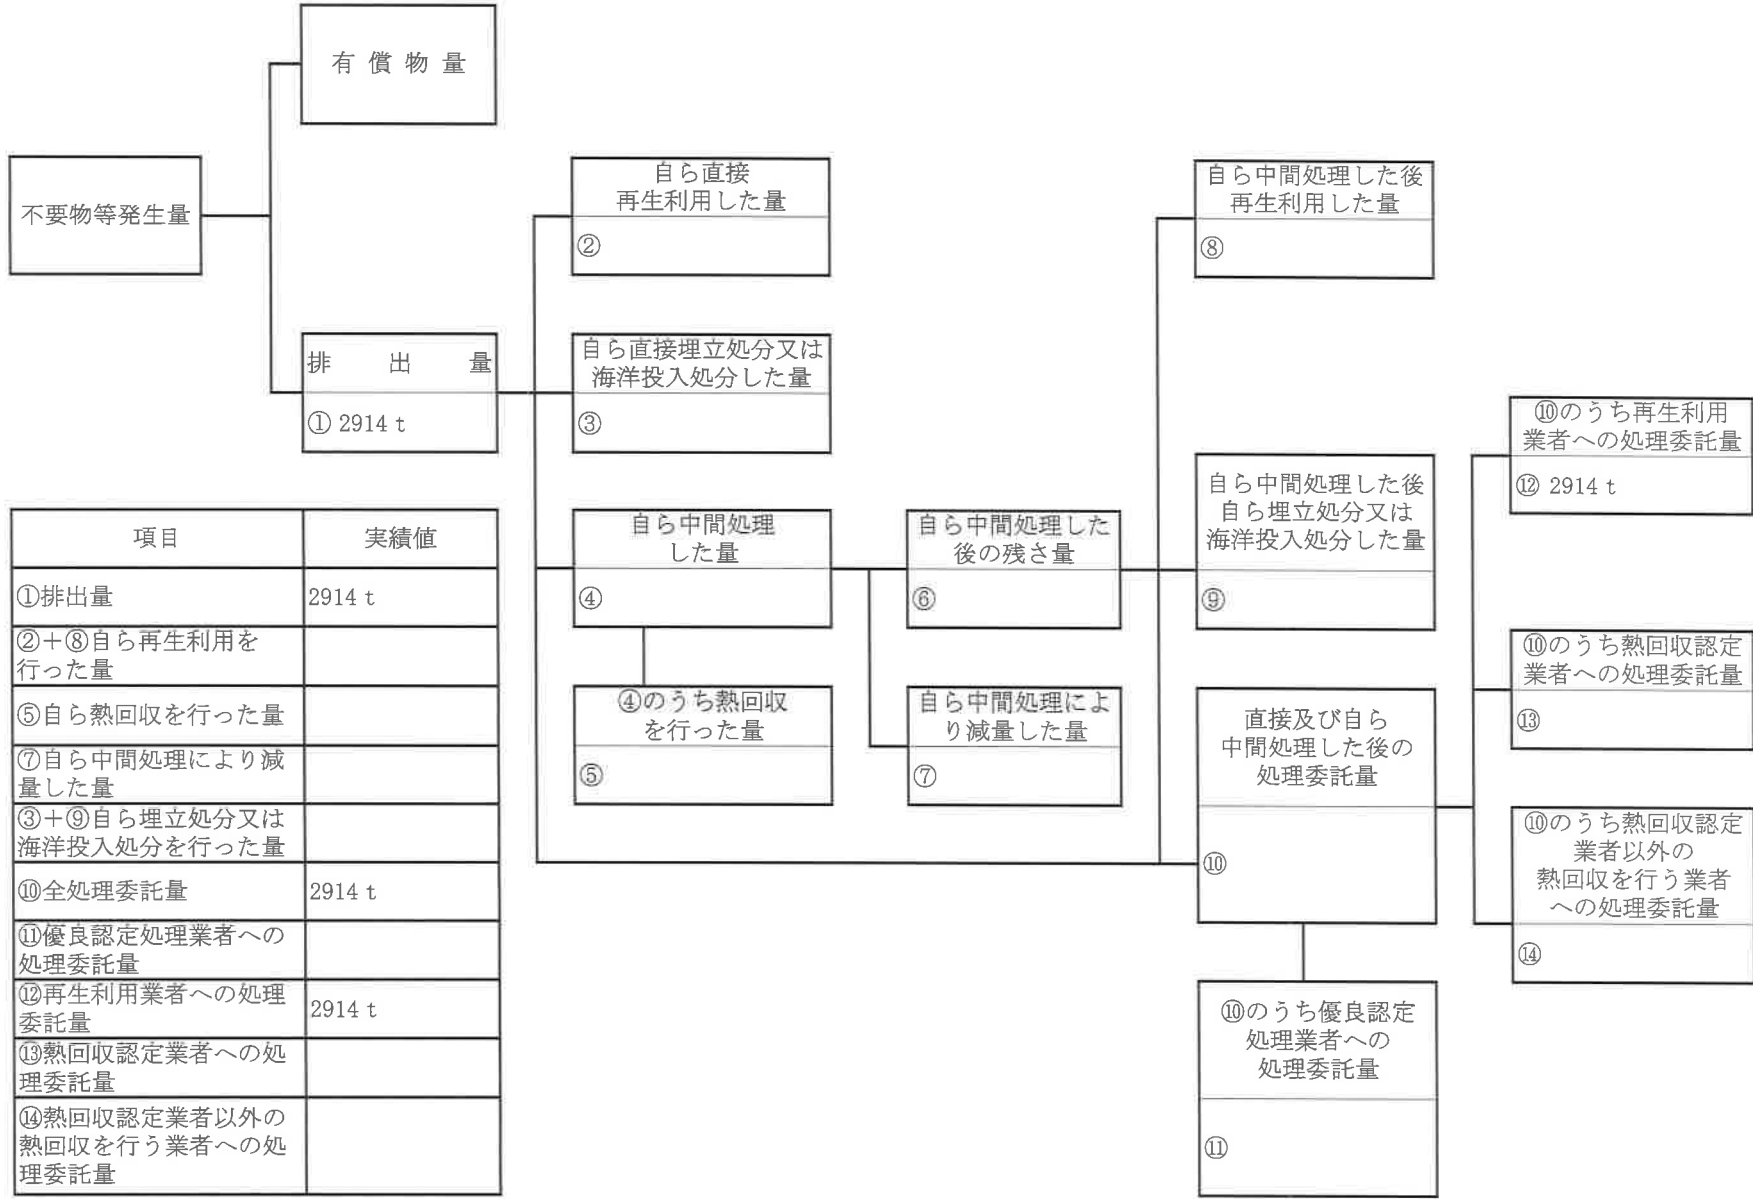 有償物量
不要物等発生量
排出量
① 2914 t
自ら直接
再生利用した量
②
自ら直接埋立処分又は
海洋投入処分した量
③
自ら中間処理
した量
④
④のうち熱回収
を行った量
⑤
自ら中間処理した
後の残さ量
⑥
自ら中間処理によ
り減量した量
⑦
自ら中間処理した後
再生利用した量
⑧
自ら中間処理した後
自ら埋立処分又は
海洋投入処分した量
⑨
直接及び自ら
中間処理した後の
処理委託量
⑩
⑩のうち優良認定
処理業者への
処理委託量
⑪
⑩のうち再生利用
業者への処理委託量
⑫ 2914 t
⑩のうち熱回収認定
業者への処理委託量
⑬
⑩のうち熱回収認定
業者以外の
熱回収を行う業者
への処理委託量
⑭
項目 実績値
①排出量 2914 t
②+⑧自ら再生利用を
行った量
⑤自ら熱回収を行った量
⑦自ら中間処理により減
量した量
③+⑨自ら埋立処分又は
海洋投入処分を行った量
⑩全処理委託量 2914 t
⑪優良認定処理業者への
処理委託量
⑫再生利用業者への処理
委託量 2914 t
⑬熱回収認定業者への処
理委託量
⑭熱回収認定業者以外の
熱回収を行う業者への処
理委託量